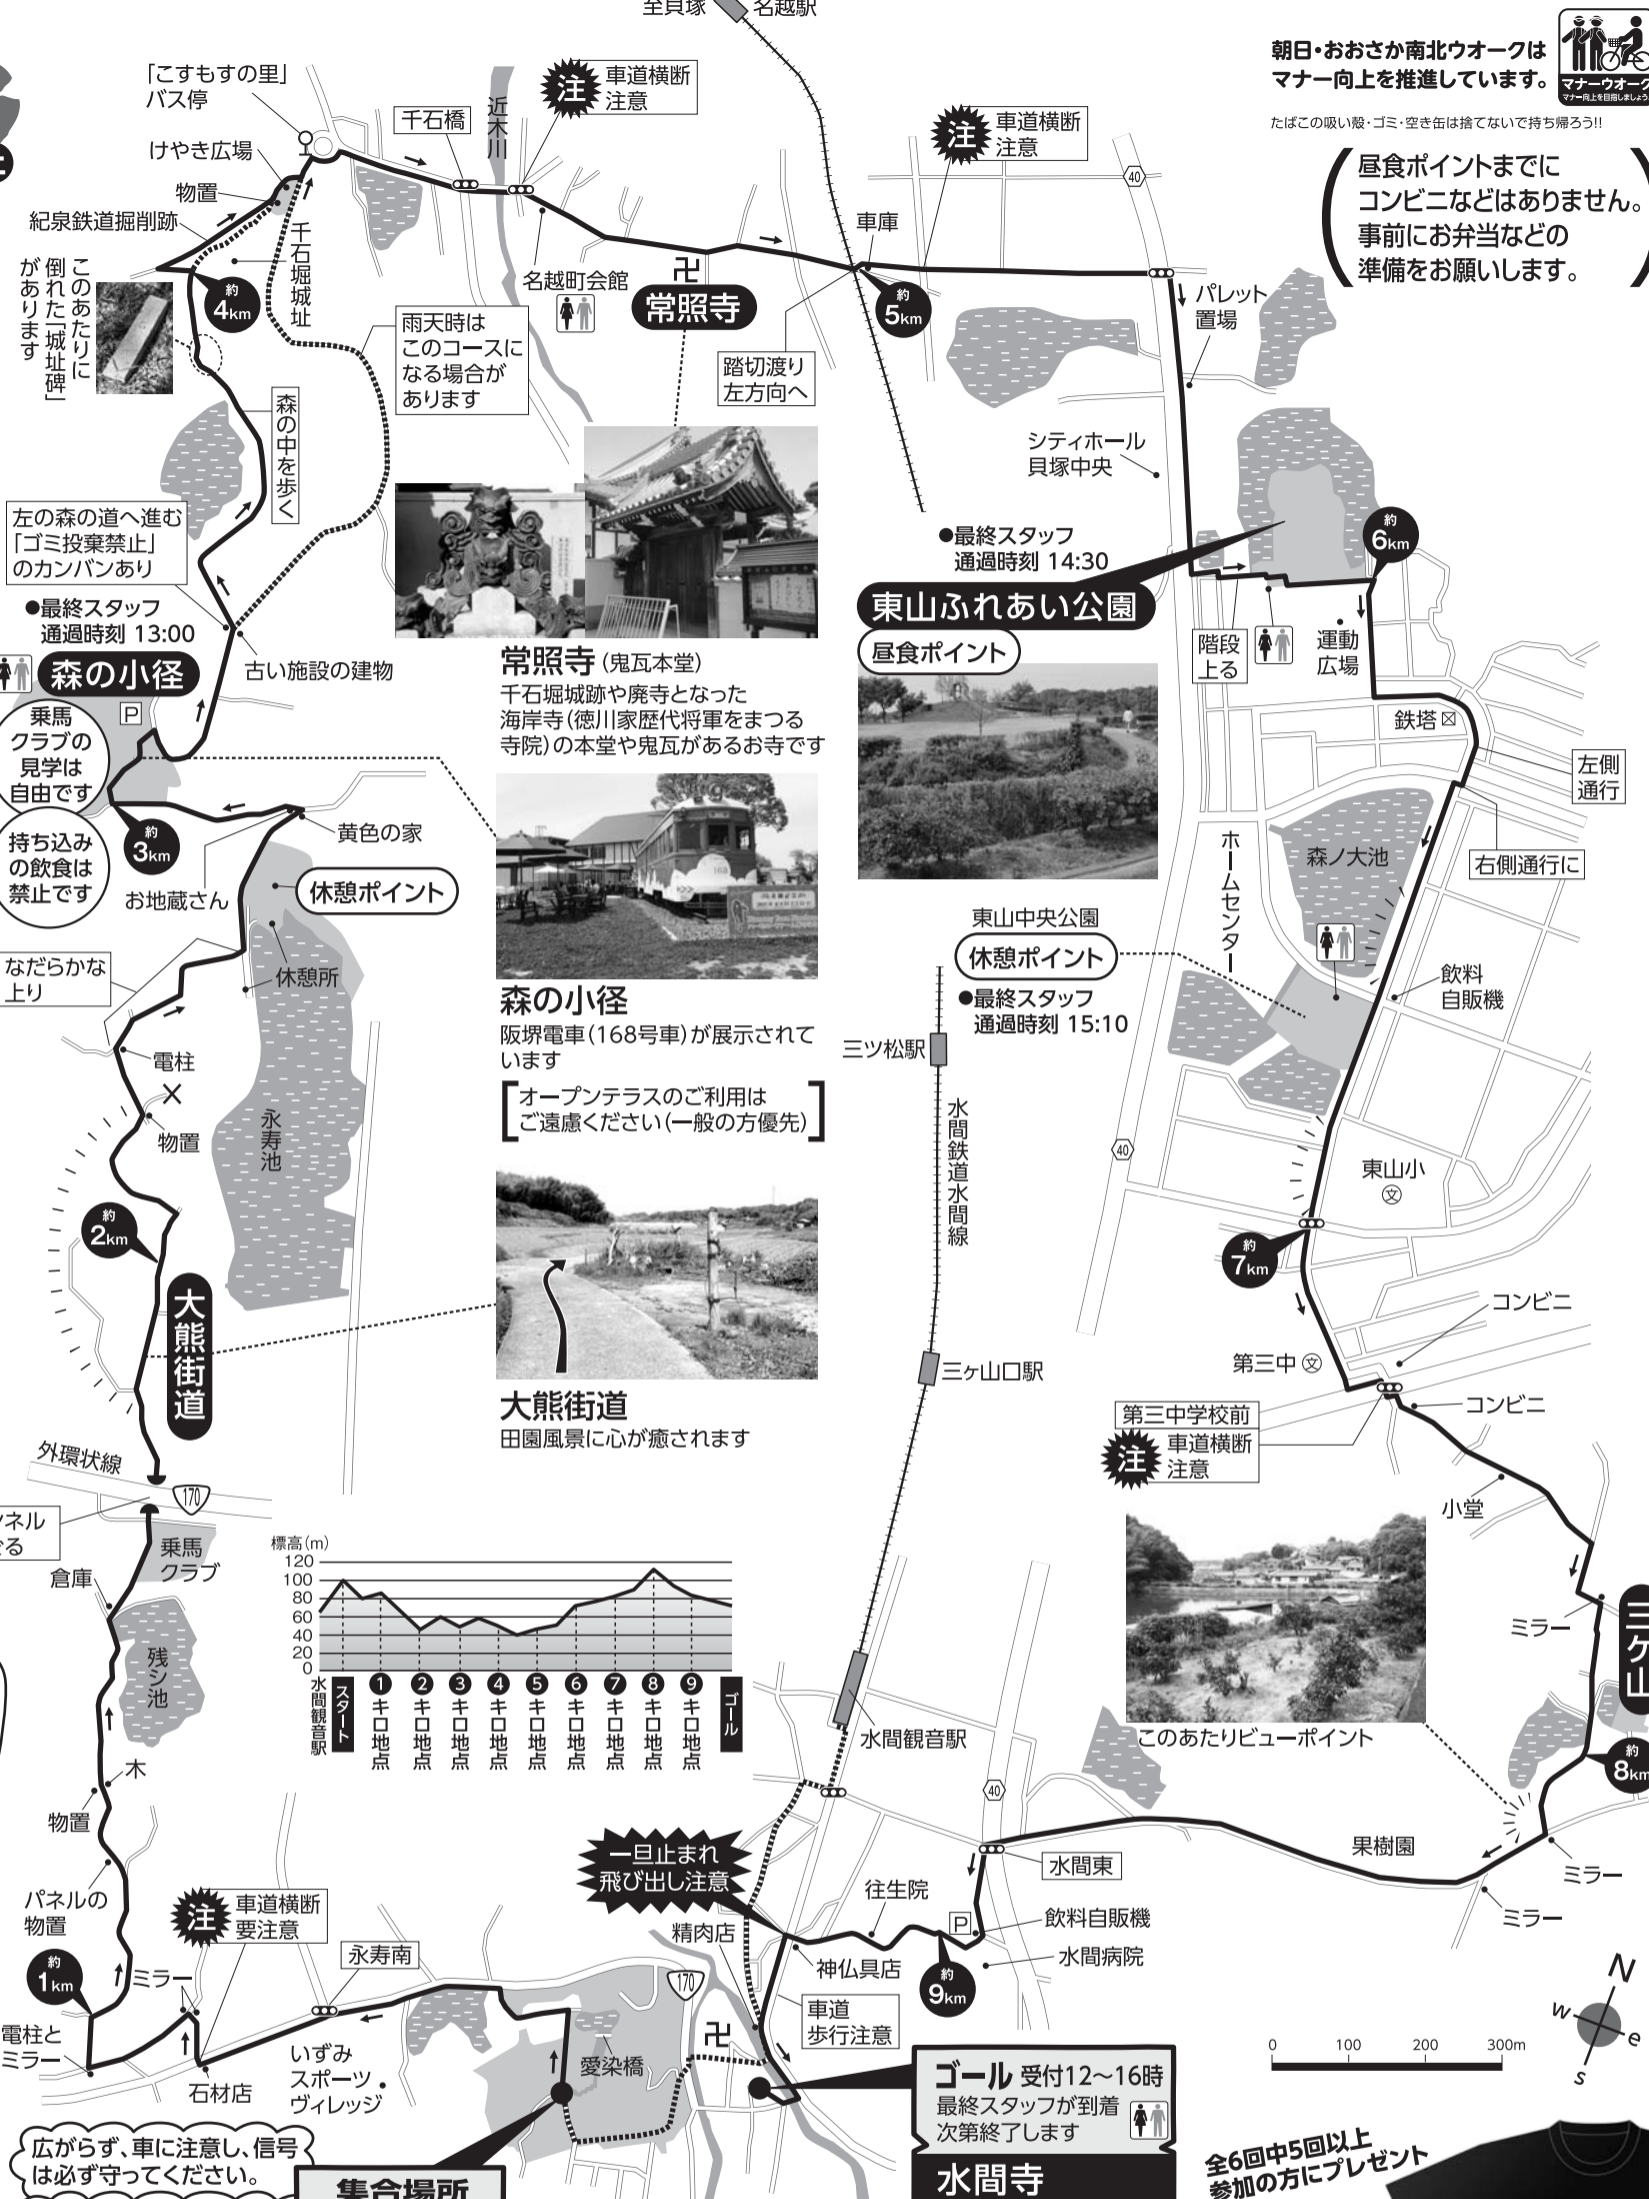 至貝塚
名越駅
朝日・おおさか南北ウオークは
マナー向上を推進しています。
マナーウオーク
マナー向上を目指しましょう。
たばこの吸い殻・ゴミ・空き缶は捨てないで持ち帰ろう!!
昼食ポイントまでに
コンビニなどはありません。
事前にお弁当などの
準備をお願いします。
「こすもすの里」
バス停
けやき広場
物置
紀泉鉄道掘削跡
千石橋
近木川
注
車道横断
注意
注
車道横断
注意
40
車庫
このあたりに
倒れた「城址碑」
があります
約
4km
千石堀城址
名越町会館
卍
常照寺
約
5km
パレット
置場
雨天時は
このコースに
なる場合が
あります
踏切渡り
左方向へ
森の中を歩く
シティホール
貝塚中央
左の森の道へ進む
「ゴミ投棄禁止」
のカンバンあり
●最終スタッフ
通過時刻 13:00
森の小径
古い施設の建物
P
乗馬
クラブの
見学は
自由です
持ち込み
の飲食は
禁止です
約
3km
黄色の家
お地蔵さん
休憩ポイント
休憩所
なだらかな
上り
電柱
物置
永寿池
約
2km
大熊街道
外環状線
170
乗馬
クラブ
倉庫
残シ池
木
物置
パネルの
物置
約
1km
ミラー
電柱と
ミラー
注
車道横断
要注意
永寿南
石材店
いずみ
スポーツ
ヴィレッジ
広がらず、車に注意し、信号
は必ず守ってください。
集合場所
愛染橋
常照寺(鬼瓦本堂)
千石堀城跡や廃寺となった
海岸寺(徳川家歴代将軍をまつる
寺院)の本堂や鬼瓦があるお寺です
森の小径
阪堺電車(168号車)が展示されて
います
オープンテラスのご利用は
ご遠慮ください(一般の方優先)
大熊街道
田園風景に心が癒されます
標高(m)
120
100
80
60
40
20
0
水間観音駅
スタート
1キロ地点
2キロ地点
3キロ地点
4キロ地点
5キロ地点
6キロ地点
7キロ地点
8キロ地点
9キロ地点
ゴール
●最終スタッフ
通過時刻 14:30
東山ふれあい公園
昼食ポイント
約
6km
階段
上る
運動
広場
鉄塔
左側
通行
右側通行に
森ノ大池
ホームセンター
東山中央公園
休憩ポイント
●最終スタッフ
通過時刻 15:10
飲料
自販機
三ツ松駅
水間鉄道水間線
40
東山小
文
約
7km
コンビニ
第三中
文
コンビニ
三ヶ山口駅
第三中学校前
注
車道横断
注意
小堂
ミラー
三ケ山
このあたりビューポイント
約
8km
ミラー
ミラー
果樹園
水間観音駅
40
水間東
一旦止まれ
飛び出し注意
往生院
P
飲料自販機
水間病院
精肉店
神仏具店
約
9km
170
卍
車道
歩行注意
ゴール 受付12〜16時
最終スタッフが到着
次第終了します
水間寺
0 100 200 300m
N
w
e
s
全6回中5回以上
参加の方にプレゼント